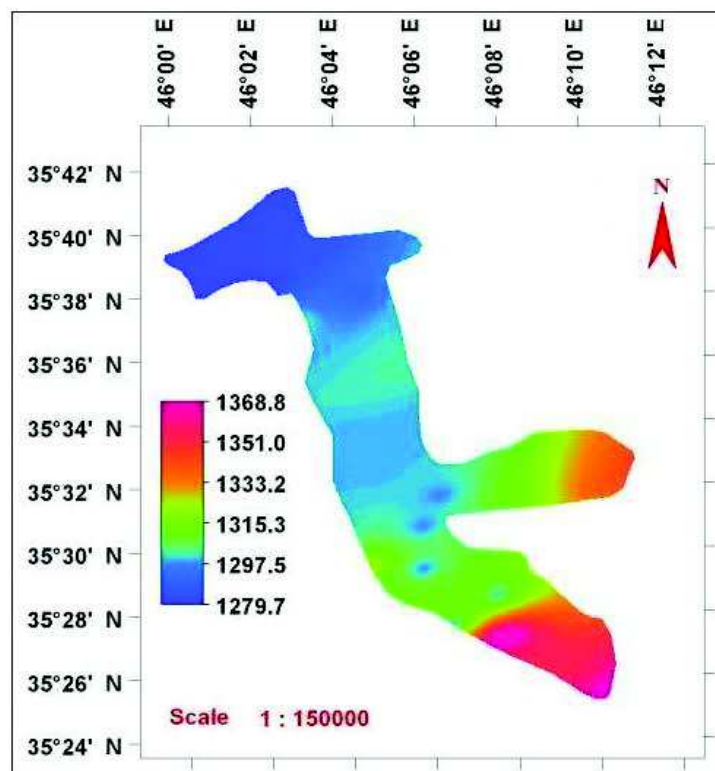 46°00' E
46°02' E
46°04' E
46°06' E
46°08' E
46°10' E
46°12' E
35°42' N
N
35°40' N
35°38' N
35°36' N
1368.8
35°34' N
1351.0
35°32' N
1333.2
1315.3
35°30' N
1297.5
35°28' N
1279.7
35°26' N
Scale 1 : 150000
35°24' N